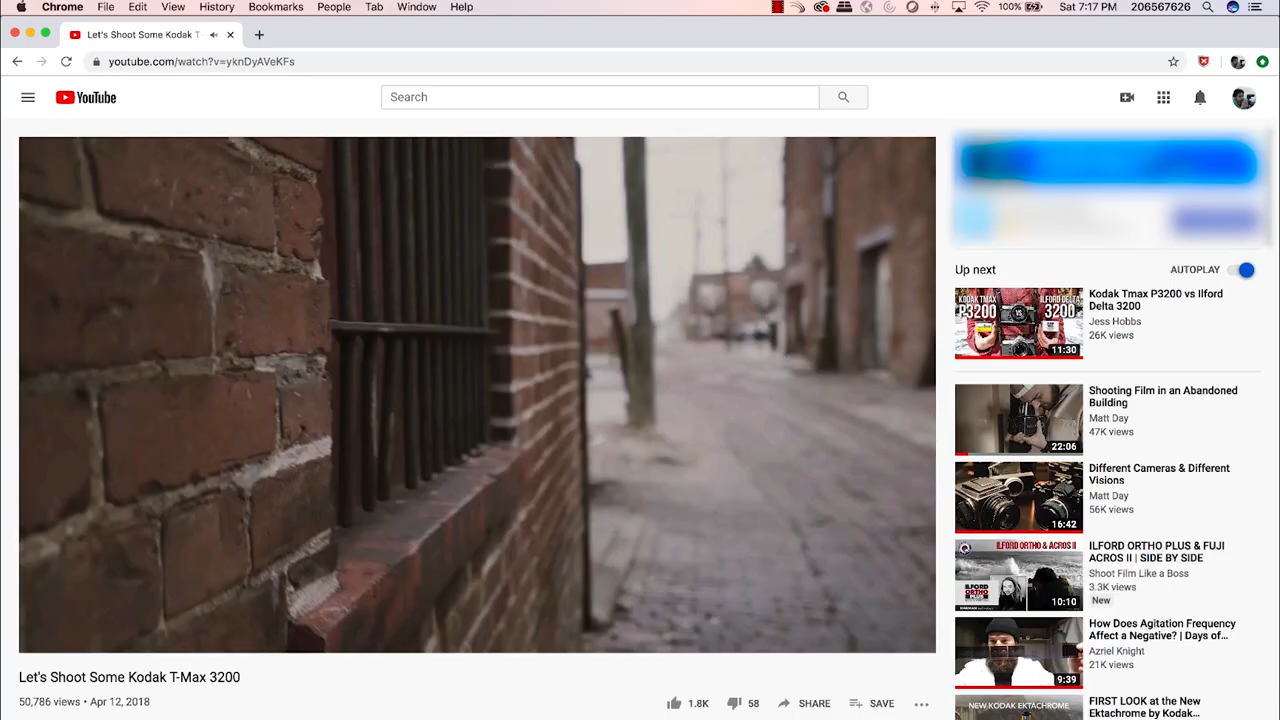 Chrome File Edit View History Bookmarks People Tab Window Help 100% Sat 7:17 PM 206567626
Let's Shoot Some Kodak T
youtube.com/watch?v=yknDyAVeKFs
YouTube
Search
Up next
AUTOPLAY
KODAK TMAX
P3200
VS
ILFORD DELTA
3200
11:30
Kodak Tmax P3200 vs Ilford
Delta 3200
Jess Hobbs
26K views
22:06
Shooting Film in an Abandoned
Building
Matt Day
47K views
16:42
Different Cameras & Different
Visions
Matt Day
56K views
ILFORD ORTHO & ACROS II
ILFORD
ORTHO
PLUS
10:10
ILFORD ORTHO PLUS & FUJI
ACROS II | SIDE BY SIDE
Shoot Film Like a Boss
3.3K views
New
9:39
How Does Agitation Frequency
Affect a Negative? | Days of...
Azriel Knight
21K views
NEW KODAK EKTACHROME
FIRST LOOK at the New
Ektachrome by Kodak...
Let's Shoot Some Kodak T-Max 3200
50,786 views • Apr 12, 2018
1.8K 58 SHARE SAVE